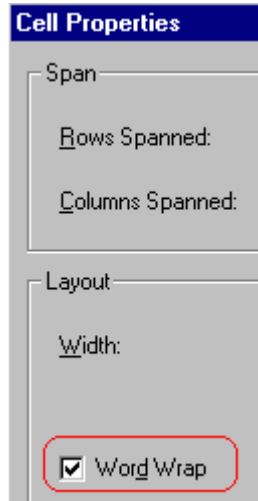 Cell Properties
Span
Rows Spanned:
Columns Spanned:
Layout
Width:
Word Wrap